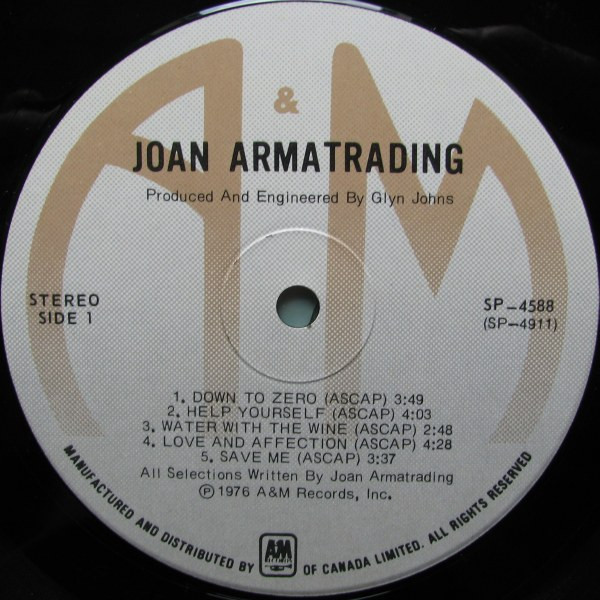 A & M
JOAN ARMATRADING
Produced And Engineered By Glyn Johns
STEREO
SIDE 1
SP-4588
(SP-4911)
1. DOWN TO ZERO (ASCAP) 3:49
2. HELP YOURSELF (ASCAP) 4:03
3. WATER WITH THE WINE (ASCAP) 2:48
4. LOVE AND AFFECTION (ASCAP) 4:28
5. SAVE ME (ASCAP) 3:37
All Selections Written By Joan Armatrading
℗ 1976 A&M Records, Inc.
MANUFACTURED AND DISTRIBUTED BY A&M RECORDS OF CANADA LIMITED. ALL RIGHTS RESERVED